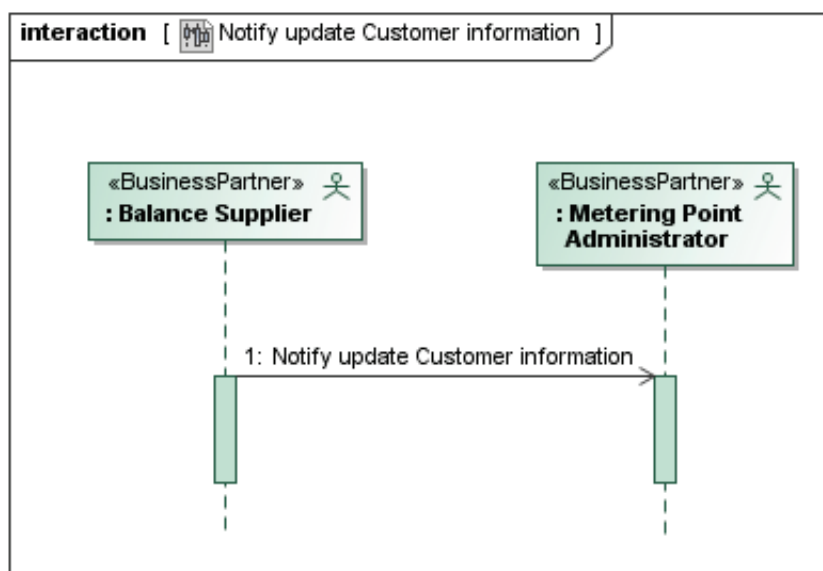 interaction [ Notify update Customer information ]
«BusinessPartner»
: Balance Supplier
«BusinessPartner»
: Metering Point
Administrator
1: Notify update Customer information